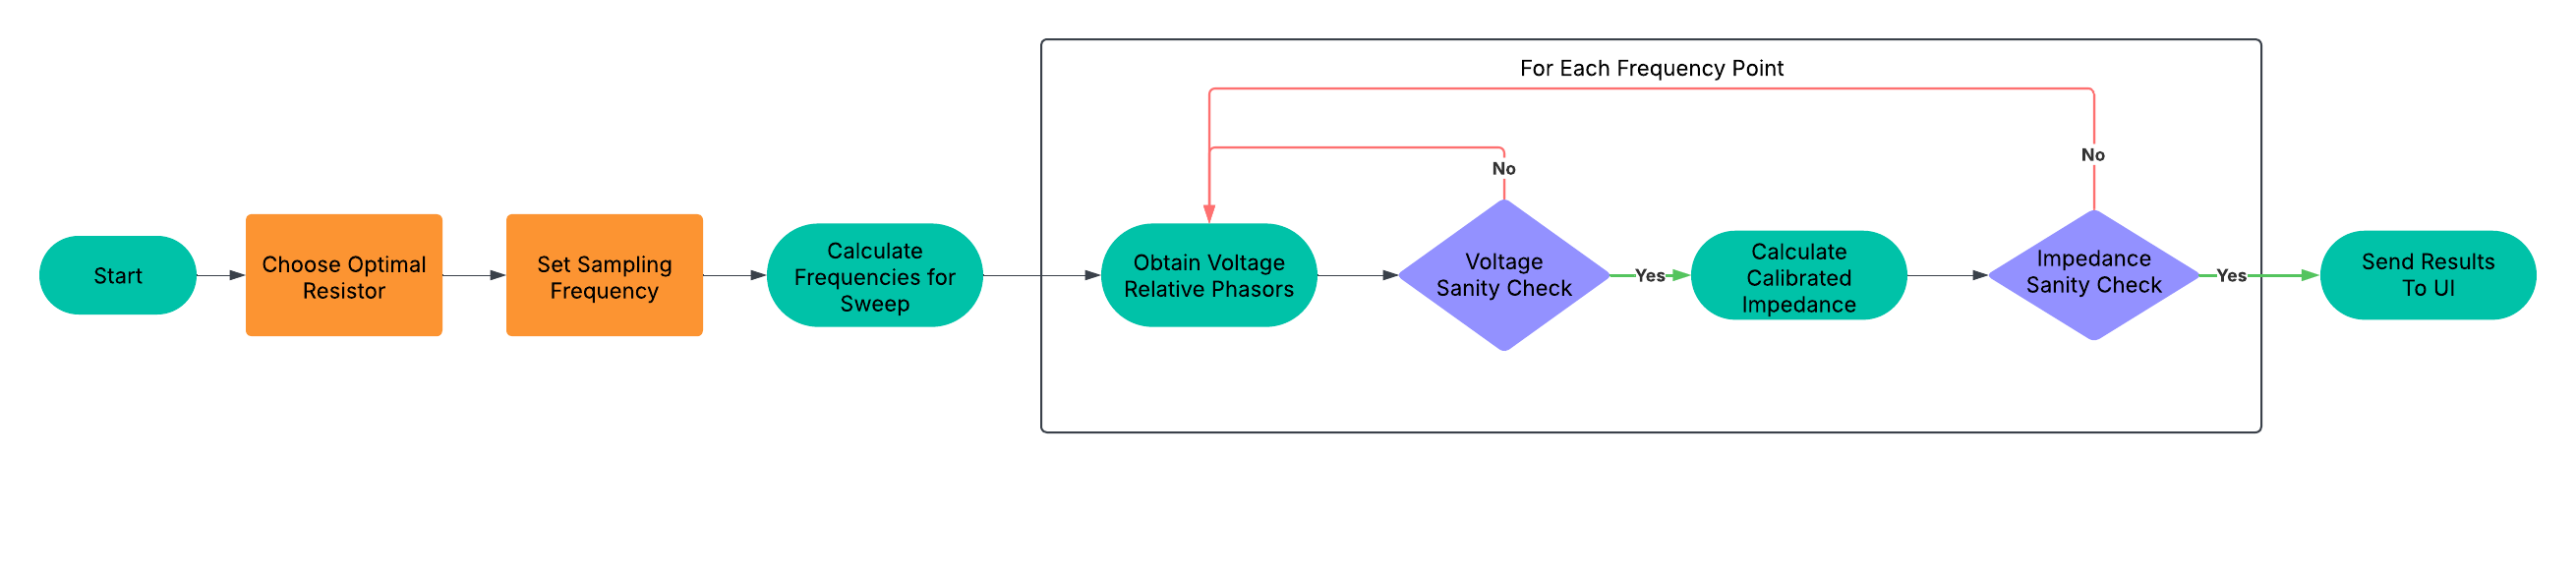 For Each Frequency Point
No
No
Start
Choose Optimal
Resistor
Set Sampling
Frequency
Calculate
Frequencies for
Sweep
Obtain Voltage
Relative Phasors
Voltage
Sanity Check
Yes
Calculate
Calibrated
Impedance
Impedance
Sanity Check
Yes
Send Results
To UI